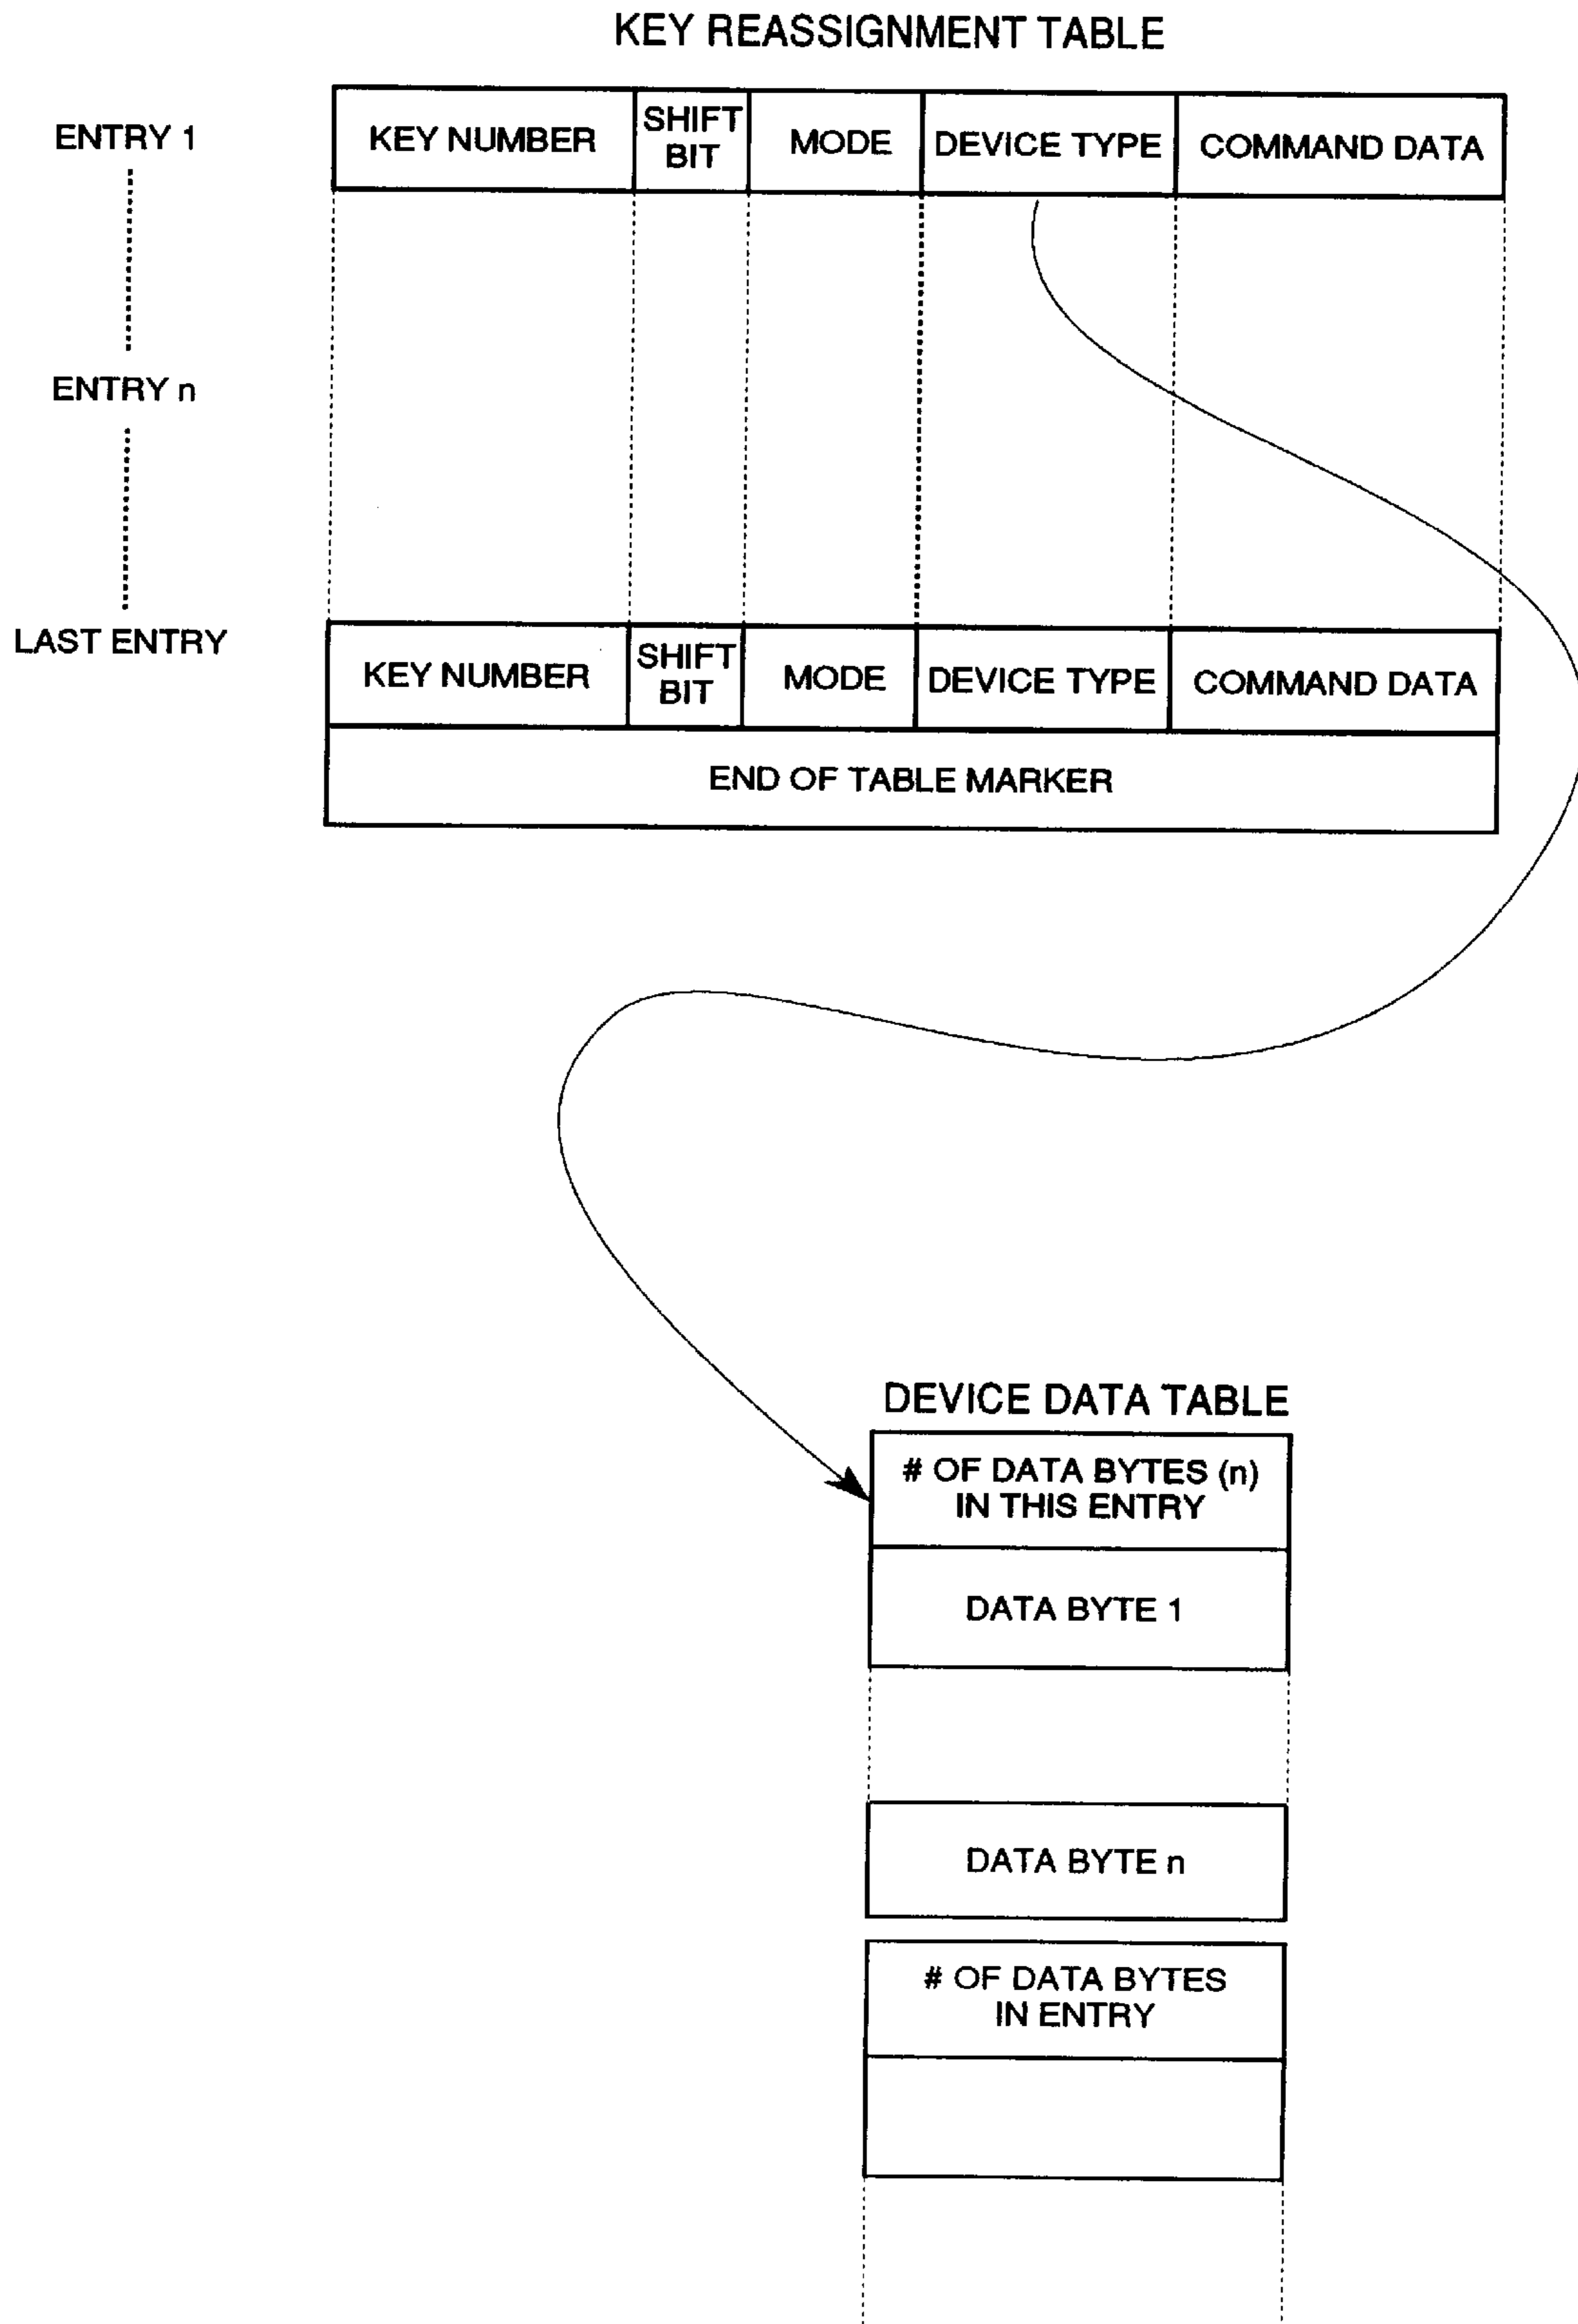 KEY REASSIGNMENT TABLE
ENTRY 1
KEY NUMBER
SHIFT
BIT
MODE
DEVICE TYPE
COMMAND DATA
ENTRY n
LAST ENTRY
KEY NUMBER
SHIFT
BIT
MODE
DEVICE TYPE
COMMAND DATA
END OF TABLE MARKER
DEVICE DATA TABLE
# OF DATA BYTES (n)
IN THIS ENTRY
DATA BYTE 1
DATA BYTE n
# OF DATA BYTES
IN ENTRY